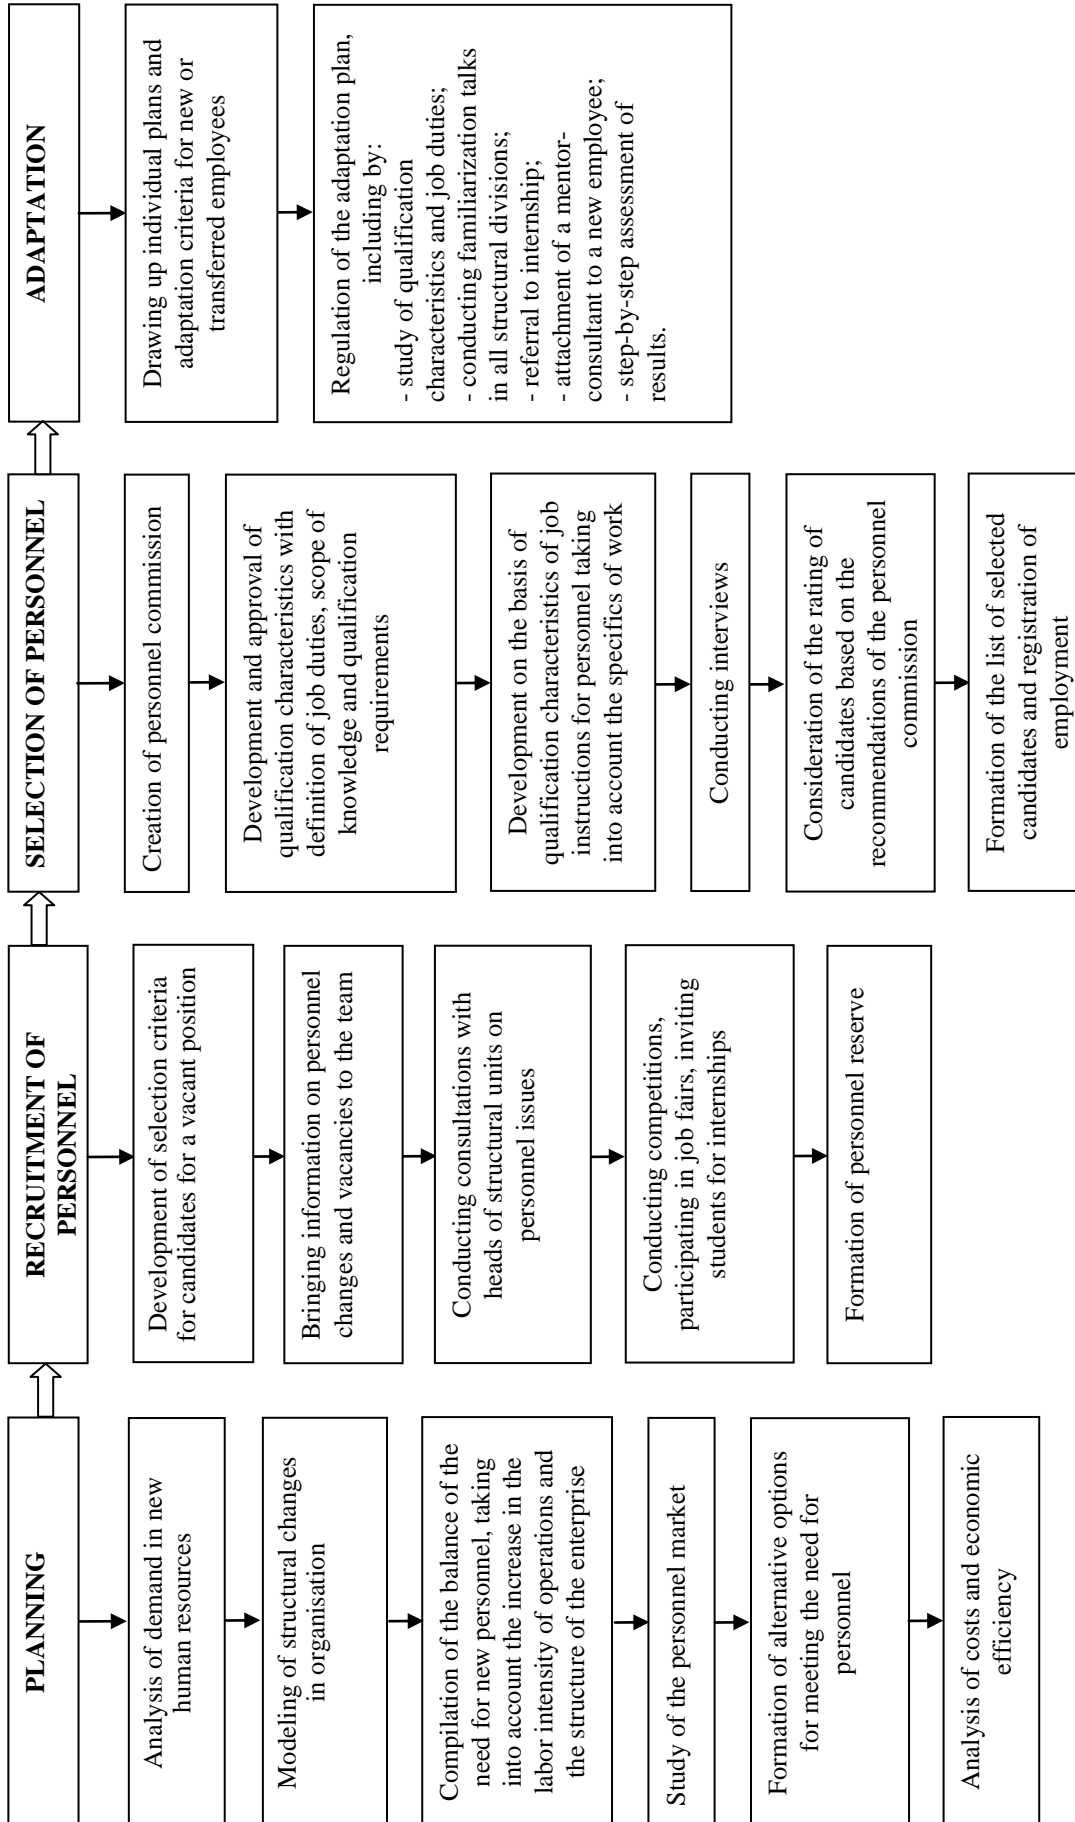 PLANNING
Analysis of demand in new
human resources
Modeling of structural changes
in organisation
Compilation of the balance of the
need for new personnel, taking
into account the increase in the
labor intensity of operations and
the structure of the enterprise
Study of the personnel market
Formation of alternative options
for meeting the need for
personnel
Analysis of costs and economic
efficiency
RECRUITMENT OF
PERSONNEL
Development of selection criteria
for candidates for a vacant position
Bringing information on personnel
changes and vacancies to the team
Conducting consultations with
heads of structural units on
personnel issues
Conducting competitions,
participating in job fairs, inviting
students for internships
Formation of personnel reserve
SELECTION OF PERSONNEL
Creation of personnel commission
Development and approval of
qualification characteristics with
definition of job duties, scope of
knowledge and qualification
requirements
Development on the basis of
qualification characteristics of job
instructions for personnel taking
into account the specifics of work
Conducting interviews
Consideration of the rating of
candidates based on the
recommendations of the personnel
commission
Formation of the list of selected
candidates and registration of
employment
ADAPTATION
Drawing up individual plans and
adaptation criteria for new or
transferred employees
Regulation of the adaptation plan,
including by:
- study of qualification
characteristics and job duties;
- conducting familiarization talks
in all structural divisions;
- referral to internship;
- attachment of a mentor-
consultant to a new employee;
- step-by-step assessment of
results.